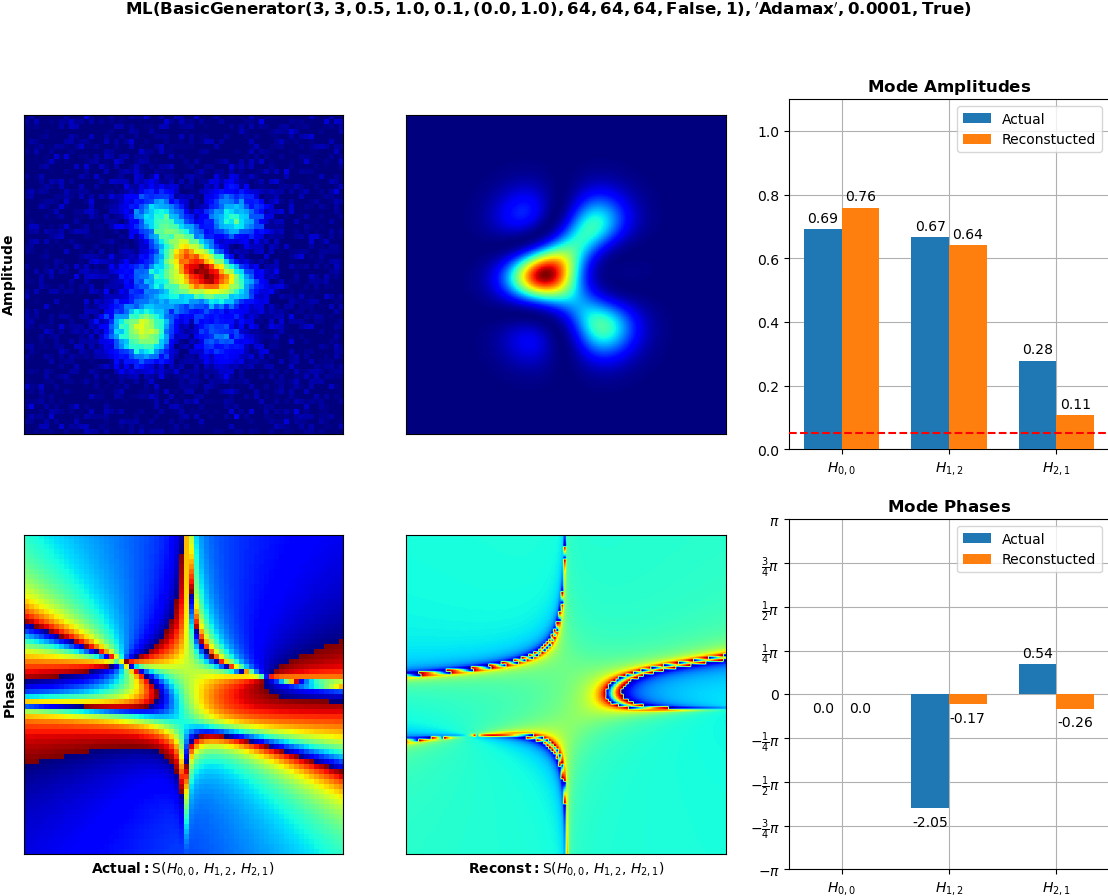 ML(BasicGenerator(3, 3, 0.5, 1.0, 0.1, (0.0, 1.0), 64, 64, 64, False, 1), ′Adamax′, 0.0001, True)
Amplitude
Mode Amplitudes
Actual
Reconstucted
1.0
0.8
0.6
0.4
0.2
0.0
0.69
0.76
0.67
0.64
0.28
0.11
H₀,₀
H₁,₂
H₂,₁
Phase
Actual: S(H₀,₀, H₁,₂, H₂,₁)
Reconst: S(H₀,₀, H₁,₂, H₂,₁)
Mode Phases
Actual
Reconstucted
π
3/4π
1/2π
1/4π
0
−1/4π
−1/2π
−3/4π
−π
0.0
0.0
-2.05
-0.17
0.54
-0.26
H₀,₀
H₁,₂
H₂,₁